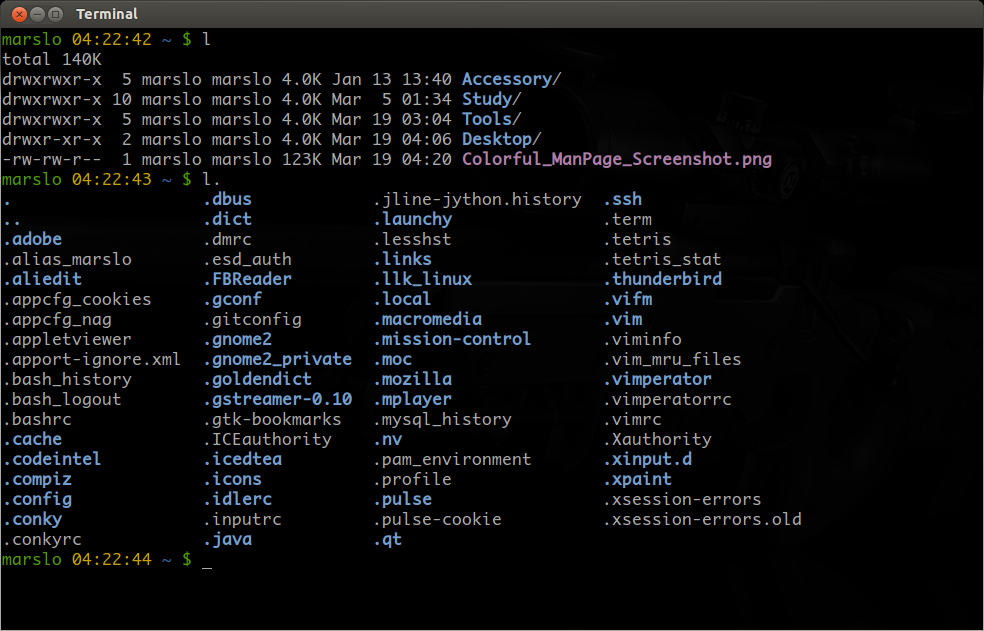 Terminal
marslo 04:22:42 ~ $ l
total 140K
drwxrwxr-x  5 marslo marslo 4.0K Jan 13 13:40 Accessory/
drwxrwxr-x 10 marslo marslo 4.0K Mar  5 01:34 Study/
drwxrwxr-x  5 marslo marslo 4.0K Mar 19 03:04 Tools/
drwxr-xr-x  2 marslo marslo 4.0K Mar 19 04:06 Desktop/
-rw-rw-r--  1 marslo marslo 123K Mar 19 04:20 Colorful_ManPage_Screenshot.png
marslo 04:22:43 ~ $ l.
.                   .dbus            .jline-jython.history  .ssh
..                  .dict            .launchy               .term
.adobe              .dmrc            .lesshst               .tetris
.alias_marslo       .esd_auth        .links                 .tetris_stat
.aliedit            .FBReader        .llk_linux             .thunderbird
.appcfg_cookies     .gconf           .local                 .vifm
.appcfg_nag         .gitconfig       .macromedia            .vim
.appletviewer       .gnome2          .mission-control       .viminfo
.apport-ignore.xml  .gnome2_private  .moc                   .vim_mru_files
.bash_history       .goldendict      .mozilla               .vimperator
.bash_logout        .gstreamer-0.10  .mplayer               .vimperatorrc
.bashrc             .gtk-bookmarks   .mysql_history         .vimrc
.cache              .ICEauthority    .nv                    .Xauthority
.codeintel          .icedtea         .pam_environment       .xinput.d
.compiz             .icons           .profile               .xpaint
.config             .idlerc          .pulse                 .xsession-errors
.conky              .inputrc         .pulse-cookie          .xsession-errors.old
.conkyrc            .java            .qt
marslo 04:22:44 ~ $ _